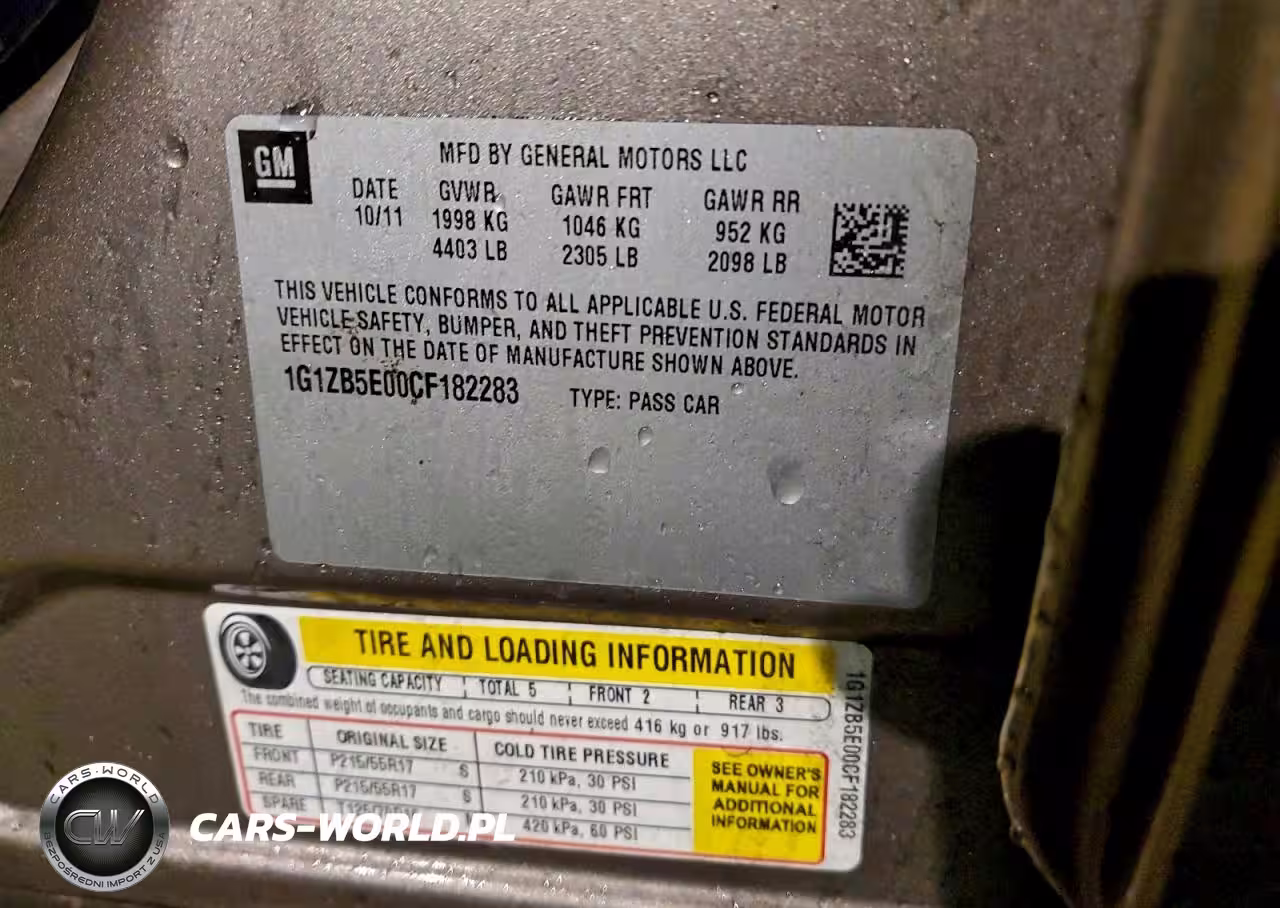 GM
MFD BY GENERAL MOTORS LLC
DATE GVWR GAWR FRT GAWR RR
10/11 1998 KG 1046 KG 952 KG
4403 LB 2305 LB 2098 LB
THIS VEHICLE CONFORMS TO ALL APPLICABLE U.S. FEDERAL MOTOR
VEHICLE SAFETY, BUMPER, AND THEFT PREVENTION STANDARDS IN
EFFECT ON THE DATE OF MANUFACTURE SHOWN ABOVE.
1G1ZB5E00CF182283 TYPE: PASS CAR
TIRE AND LOADING INFORMATION
SEATING CAPACITY TOTAL 5 FRONT 2 REAR 3
The combined weight of occupants and cargo should never exceed 416 kg or 917 lbs.
TIRE ORIGINAL SIZE COLD TIRE PRESSURE
FRONT P215/55R17 S 210 kPa, 30 PSI
REAR P215/55R17 S 210 kPa, 30 PSI
SPARE 420 kPa, 60 PSI
SEE OWNER'S
MANUAL FOR
ADDITIONAL
INFORMATION
1G1ZB5E00CF182283
CARS-WORLD
CW
BEZPOŚREDNI IMPORT Z USA
CARS-WORLD.PL